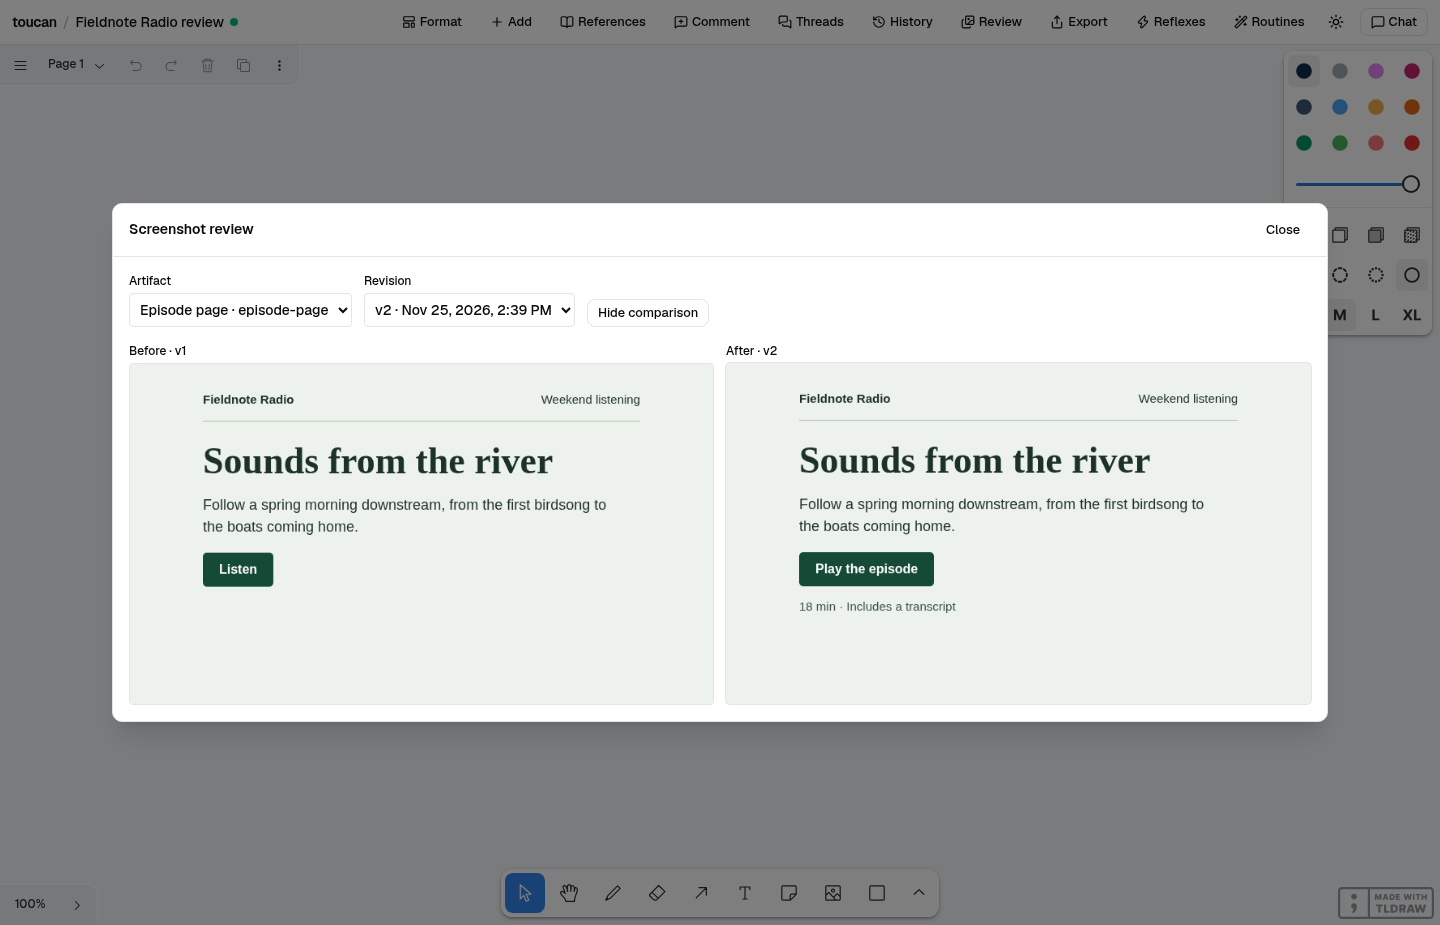 toucan / Fieldnote Radio review
Format
Add
References
Comment
Threads
History
Review
Export
Reflexes
Routines
Chat
Page 1
Screenshot review
Close
Artifact
Revision
Episode page · episode-page
v2 · Nov 25, 2026, 2:39 PM
Hide comparison
Before · v1
Fieldnote Radio
Weekend listening
Sounds from the river
Follow a spring morning downstream, from the first birdsong to
the boats coming home.
Listen
After · v2
Fieldnote Radio
Weekend listening
Sounds from the river
Follow a spring morning downstream, from the first birdsong to
the boats coming home.
Play the episode
18 min · Includes a transcript
M
L
XL
100%
MADE WITH
TLDRAW